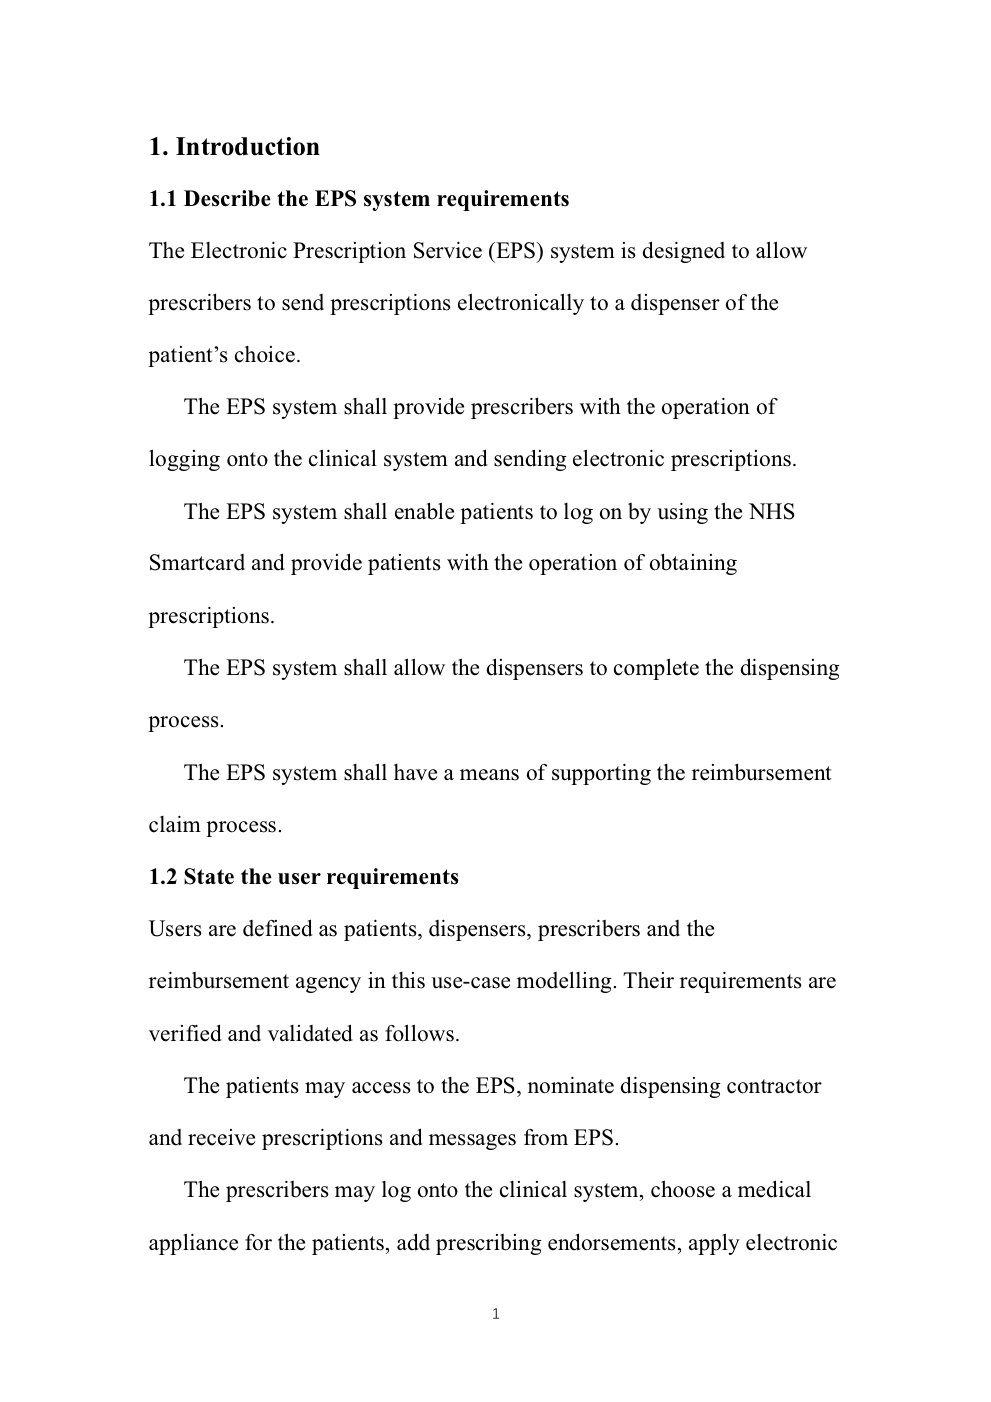 1. Introduction
1.1 Describe the EPS system requirements
The Electronic Prescription Service (EPS) system is designed to allow
prescribers to send prescriptions electronically to a dispenser of the
patient’s choice.
The EPS system shall provide prescribers with the operation of
logging onto the clinical system and sending electronic prescriptions.
The EPS system shall enable patients to log on by using the NHS
Smartcard and provide patients with the operation of obtaining
prescriptions.
The EPS system shall allow the dispensers to complete the dispensing
process.
The EPS system shall have a means of supporting the reimbursement
claim process.
1.2 State the user requirements
Users are defined as patients, dispensers, prescribers and the
reimbursement agency in this use-case modelling. Their requirements are
verified and validated as follows.
The patients may access to the EPS, nominate dispensing contractor
and receive prescriptions and messages from EPS.
The prescribers may log onto the clinical system, choose a medical
appliance for the patients, add prescribing endorsements, apply electronic
1